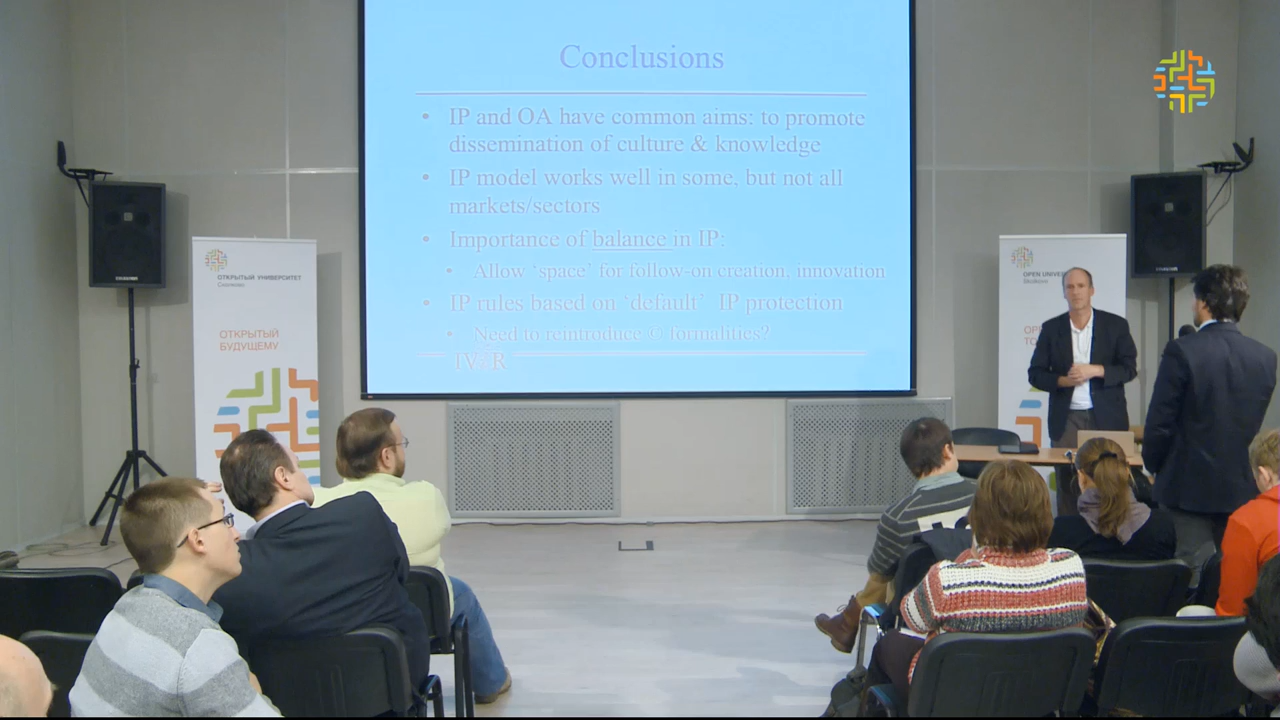 Conclusions
• IP and OA have common aims: to promote
dissemination of culture & knowledge
• IP model works well in some, but not all
markets/sectors
• Importance of balance in IP:
• Allow ‘space’ for follow-on creation, innovation
• IP rules based on ‘default’ IP protection
• Need to reintroduce © formalities?
ОТКРЫТЫЙ УНИВЕРСИТЕТ
Сколково
ОТКРЫТЫЙ
БУДУЩЕМУ
OPEN UNIVE
Skolkovo